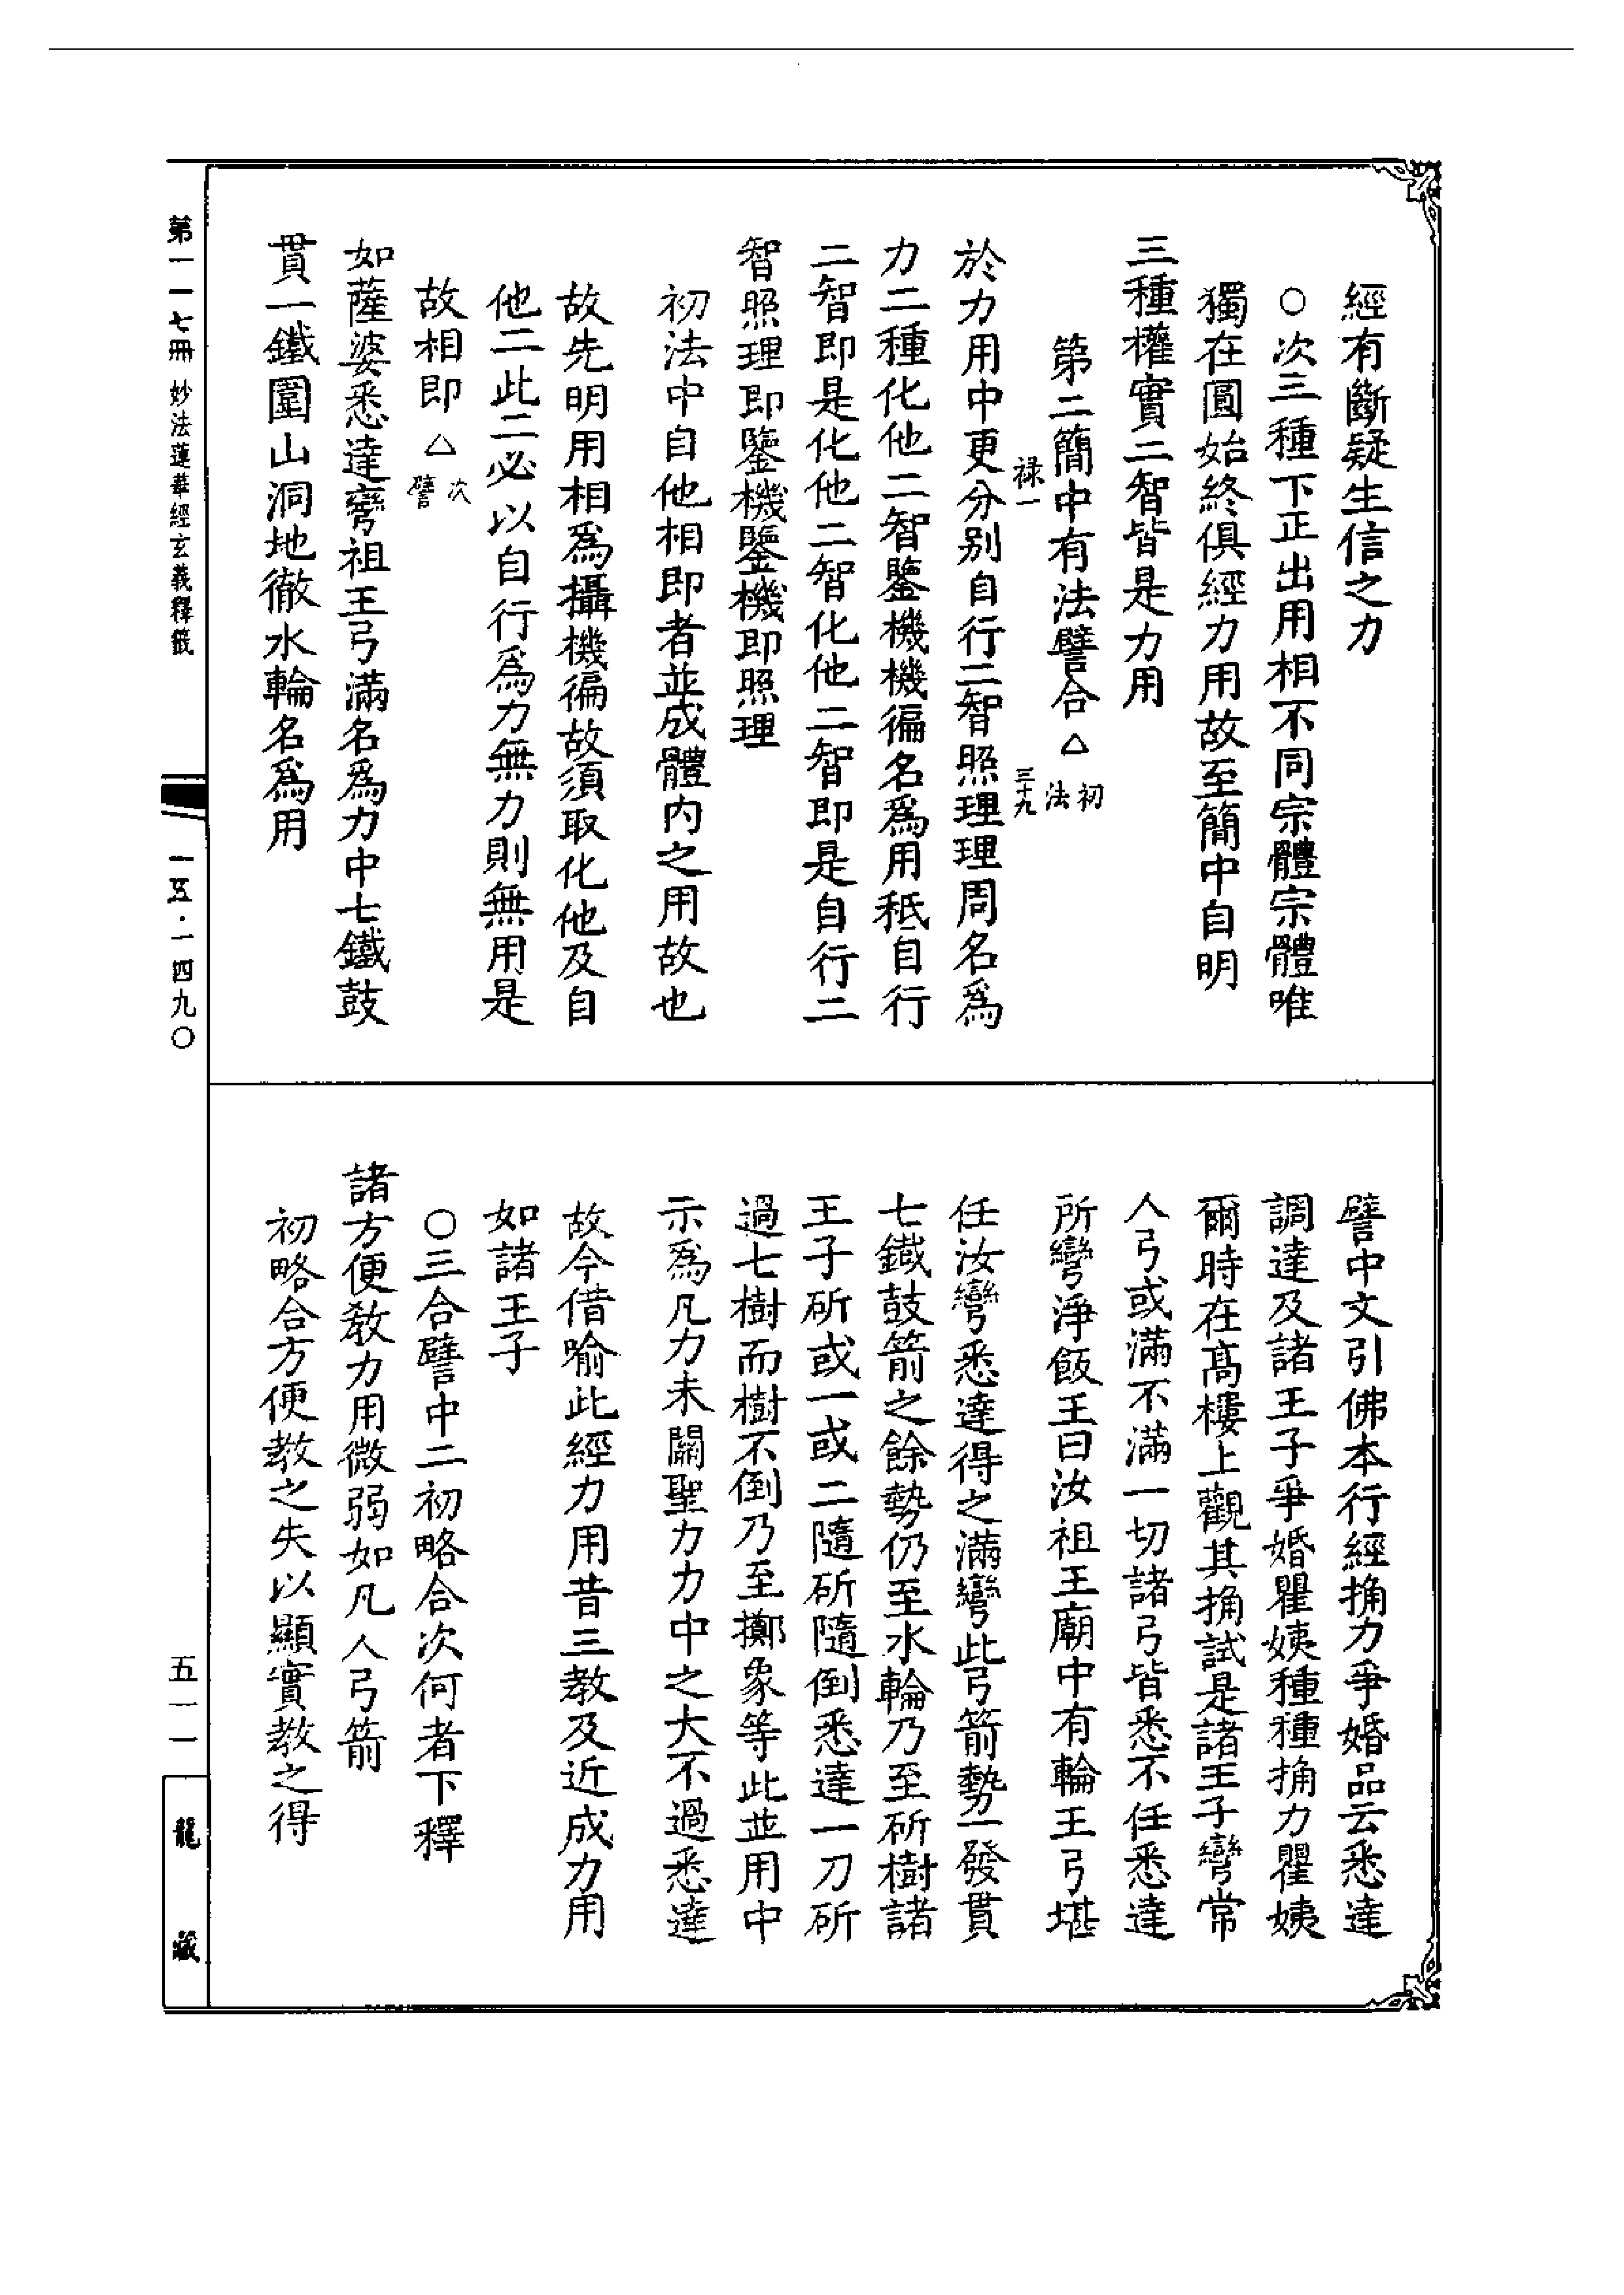 經有斷疑生信之力
○次三種下正出用相不同宗體宗體唯
獨在圓始終俱經力用故至簡中自明
三種權實二智皆是力用
第二簡中有法譬合△初法
祿一
三十九
於力用中更分别自行二智照理理周名爲
力二種化他二智鑒機機徧名爲用秖自行
二智即是化他二智化他二智即是自行二
智照理即鑒機鑒機即照理
初法中自他相即者並成體内之用故也
故先明用相爲攝機徧故須取化他及自
他二此二必以自行爲力無力則無用是
故相即△次譬
如薩婆悉達彎祖王弓滿名爲力中七鐵鼓
貫一鐵圍山洞地徹水輪名爲用
譬中文引佛本行經捔力爭婚品云悉達
調達及諸王子爭婚瞿姨種種捔力瞿姨
爾時在高樓上觀其捔試是諸王子彎常
人弓或滿不滿一切諸弓皆悉不任悉達
所彎淨飯王曰汝祖王廟中有輪王弓堪
任汝彎悉達得之滿彎此弓箭勢一發貫
七鐵鼓箭之餘勢仍至水輪乃至斫樹諸
王子斫或一或二隨斫隨倒悉達一刀斫
過七樹而樹不倒乃至擲象等此並用中
示爲凡力未關聖力力中之大不過悉達
故今借喻此經力用昔三教及近成力用
如諸王子
○三合譬中二初略合次何者下釋
諸方便教力用微弱如凡人弓箭
初略合方便教之失以顯實教之得
第一一七冊 妙法蓮華經玄義釋籤
一五·一四九〇
五一一
龍藏